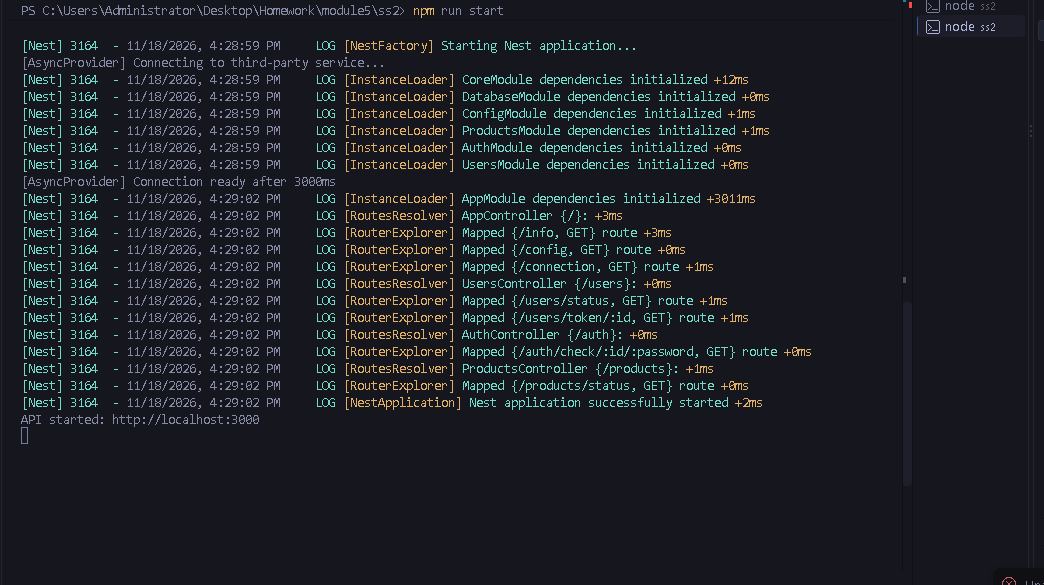 PS C:\Users\Administrator\Desktop\Homework\module5\ss2> npm run start
[Nest] 3164  - 11/18/2026, 4:28:59 PM     LOG [NestFactory] Starting Nest application...
[AsyncProvider] Connecting to third-party service...
[Nest] 3164  - 11/18/2026, 4:28:59 PM     LOG [InstanceLoader] CoreModule dependencies initialized +12ms
[Nest] 3164  - 11/18/2026, 4:28:59 PM     LOG [InstanceLoader] DatabaseModule dependencies initialized +0ms
[Nest] 3164  - 11/18/2026, 4:28:59 PM     LOG [InstanceLoader] ConfigModule dependencies initialized +1ms
[Nest] 3164  - 11/18/2026, 4:28:59 PM     LOG [InstanceLoader] ProductsModule dependencies initialized +1ms
[Nest] 3164  - 11/18/2026, 4:28:59 PM     LOG [InstanceLoader] AuthModule dependencies initialized +0ms
[Nest] 3164  - 11/18/2026, 4:28:59 PM     LOG [InstanceLoader] UsersModule dependencies initialized +0ms
[AsyncProvider] Connection ready after 3000ms
[Nest] 3164  - 11/18/2026, 4:29:02 PM     LOG [InstanceLoader] AppModule dependencies initialized +3011ms
[Nest] 3164  - 11/18/2026, 4:29:02 PM     LOG [RoutesResolver] AppController {/}: +3ms
[Nest] 3164  - 11/18/2026, 4:29:02 PM     LOG [RouterExplorer] Mapped {/info, GET} route +3ms
[Nest] 3164  - 11/18/2026, 4:29:02 PM     LOG [RouterExplorer] Mapped {/config, GET} route +0ms
[Nest] 3164  - 11/18/2026, 4:29:02 PM     LOG [RouterExplorer] Mapped {/connection, GET} route +1ms
[Nest] 3164  - 11/18/2026, 4:29:02 PM     LOG [RoutesResolver] UsersController {/users}: +0ms
[Nest] 3164  - 11/18/2026, 4:29:02 PM     LOG [RouterExplorer] Mapped {/users/status, GET} route +1ms
[Nest] 3164  - 11/18/2026, 4:29:02 PM     LOG [RouterExplorer] Mapped {/users/token/:id, GET} route +1ms
[Nest] 3164  - 11/18/2026, 4:29:02 PM     LOG [RoutesResolver] AuthController {/auth}: +0ms
[Nest] 3164  - 11/18/2026, 4:29:02 PM     LOG [RouterExplorer] Mapped {/auth/check/:id/:password, GET} route +0ms
[Nest] 3164  - 11/18/2026, 4:29:02 PM     LOG [RoutesResolver] ProductsController {/products}: +1ms
[Nest] 3164  - 11/18/2026, 4:29:02 PM     LOG [RouterExplorer] Mapped {/products/status, GET} route +0ms
[Nest] 3164  - 11/18/2026, 4:29:02 PM     LOG [NestApplication] Nest application successfully started +2ms
API started: http://localhost:3000
node ss2
node ss2